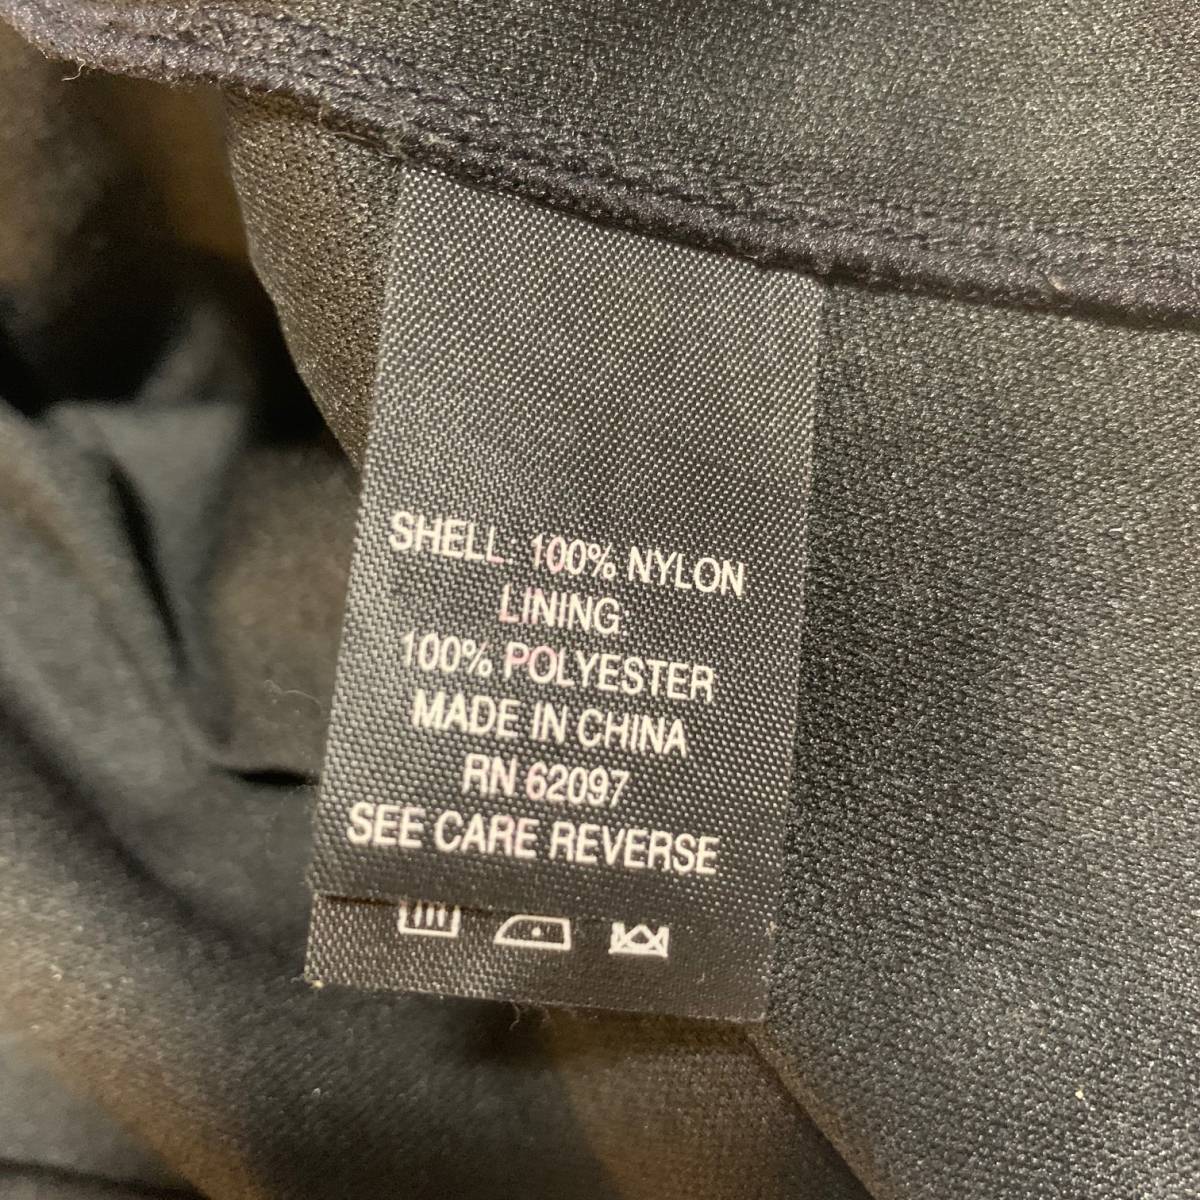 SHELL. 100% NYLON
LINING.
100% POLYESTER
MADE IN CHINA
RN 62097
SEE CARE REVERSE